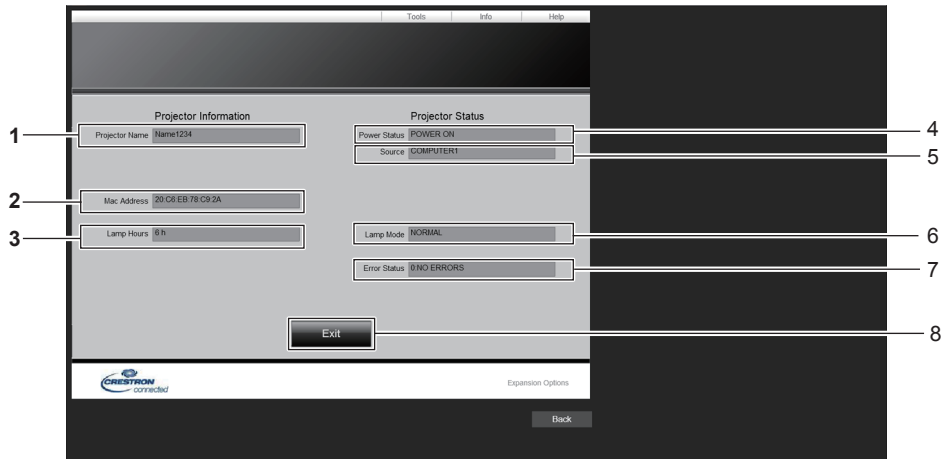 Tools Info Help
Projector Information
Projector Status
1 Projector Name Name1234
Power Status POWER ON 4
Source COMPUTER1 5
2 Mac Address 20:C6:EB:78:C9:2A
3 Lamp Hours 6 h
Lamp Mode NORMAL 6
Error Status 0:NO ERRORS 7
Exit 8
CRESTRON
connected
Expansion Options
Back